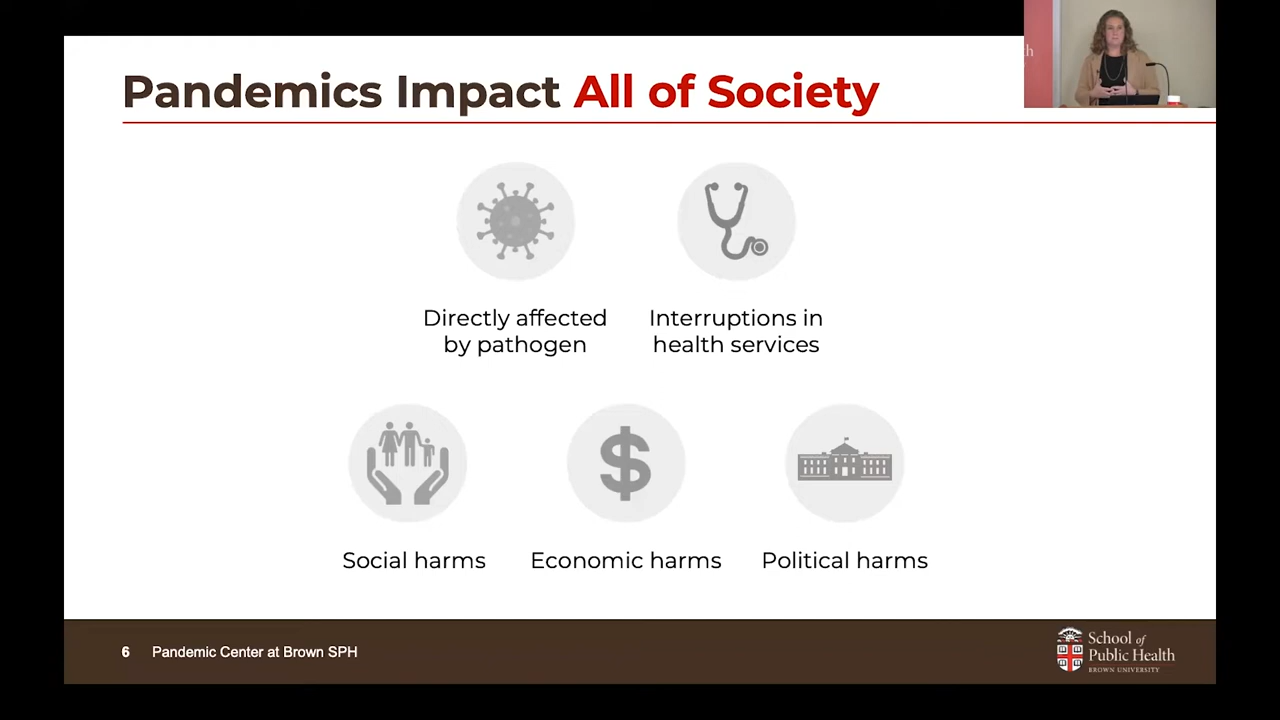 Pandemics Impact All of Society
th
Directly affected
by pathogen
Interruptions in
health services
$
Social harms
Economic harms
Political harms
6 Pandemic Center at Brown SPH
School of
Public Health
BROWN UNIVERSITY